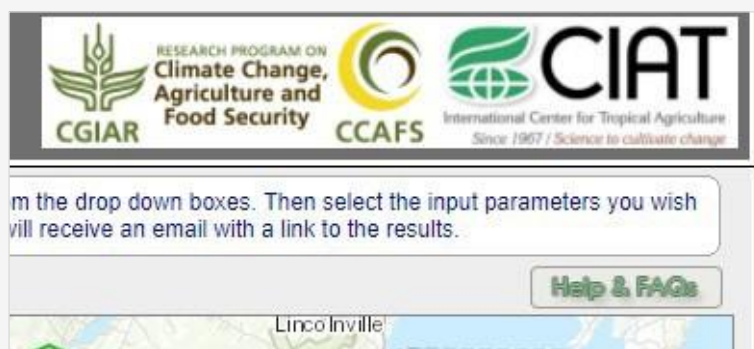 RESEARCH PROGRAM ON
Climate Change,
Agriculture and
Food Security
CGIAR
CCAFS
CIAT
International Center for Tropical Agriculture
Since 1967 / Science to cultivate change
m the drop down boxes. Then select the input parameters you wish
will receive an email with a link to the results.
Help & FAQs
Lincolnville